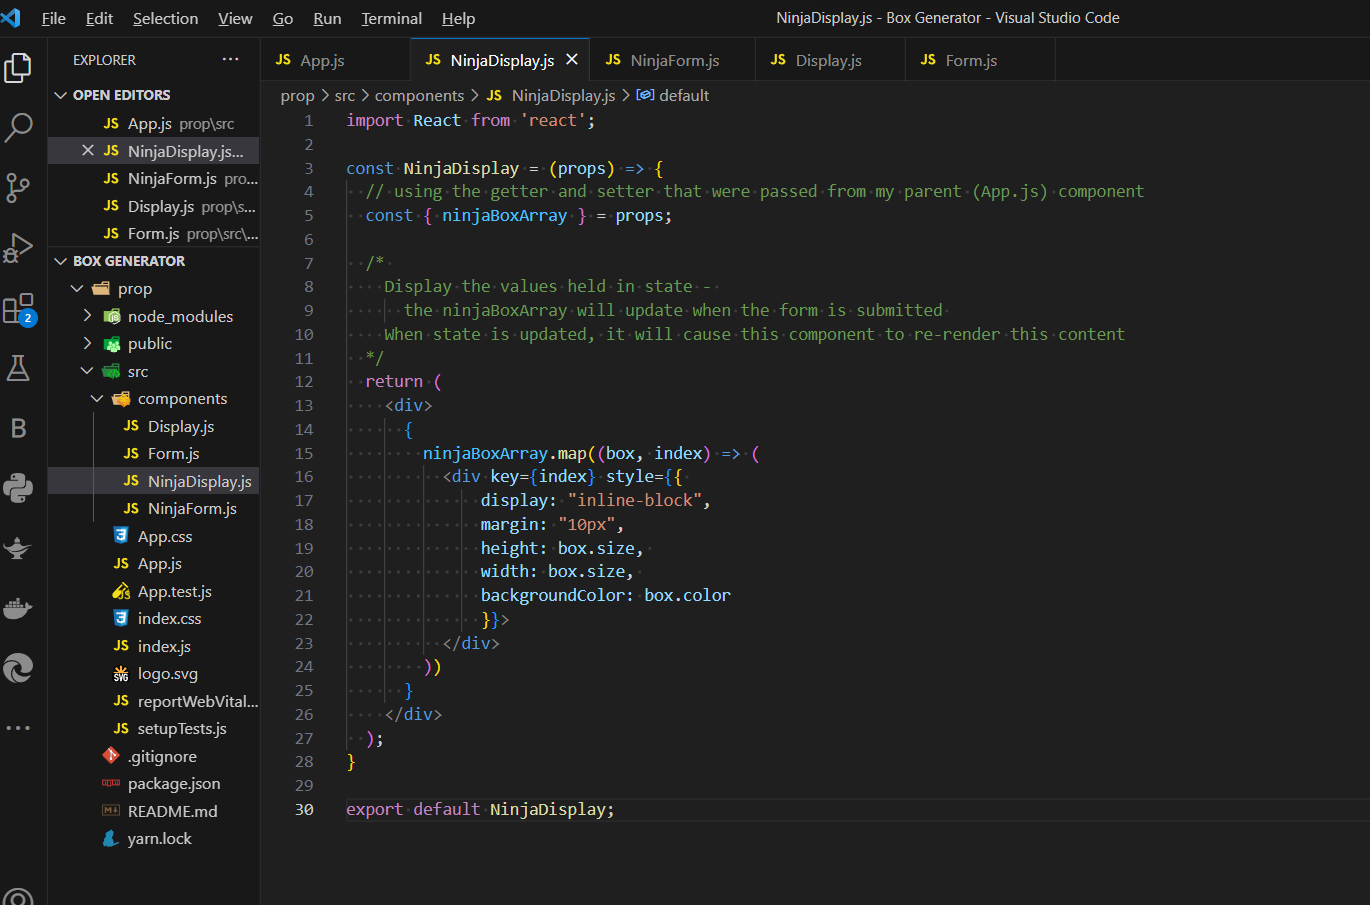 File Edit Selection View Go Run Terminal Help NinjaDisplay.js - Box Generator - Visual Studio Code
EXPLORER ···
OPEN EDITORS
JS App.js prop\src
JS NinjaDisplay.js...
JS NinjaForm.js pro...
JS Display.js prop\s...
JS Form.js prop\src\...
BOX GENERATOR
prop
node_modules
public
src
components
JS Display.js
JS Form.js
JS NinjaDisplay.js
JS NinjaForm.js
App.css
JS App.js
App.test.js
index.css
JS index.js
SVG logo.svg
JS reportWebVital...
JS setupTests.js
.gitignore
npm package.json
M README.md
yarn.lock
2
B
JS App.js JS NinjaDisplay.js JS NinjaForm.js JS Display.js JS Form.js
prop > src > components > JS NinjaDisplay.js > default
1 import React from 'react';
2
3 const NinjaDisplay = (props) => {
4 // using the getter and setter that were passed from my parent (App.js) component
5 const { ninjaBoxArray } = props;
6
7 /*
8 Display the values held in state -
9 the ninjaBoxArray will update when the form is submitted
10 When state is updated, it will cause this component to re-render this content
11 */
12 return (
13 <div>
14 {
15 ninjaBoxArray.map((box, index) => (
16 <div key={index} style={{
17 display: "inline-block",
18 margin: "10px",
19 height: box.size,
20 width: box.size,
21 backgroundColor: box.color
22 }}>
23 </div>
24 ))
25 }
26 </div>
27 );
28 }
29
30 export default NinjaDisplay;